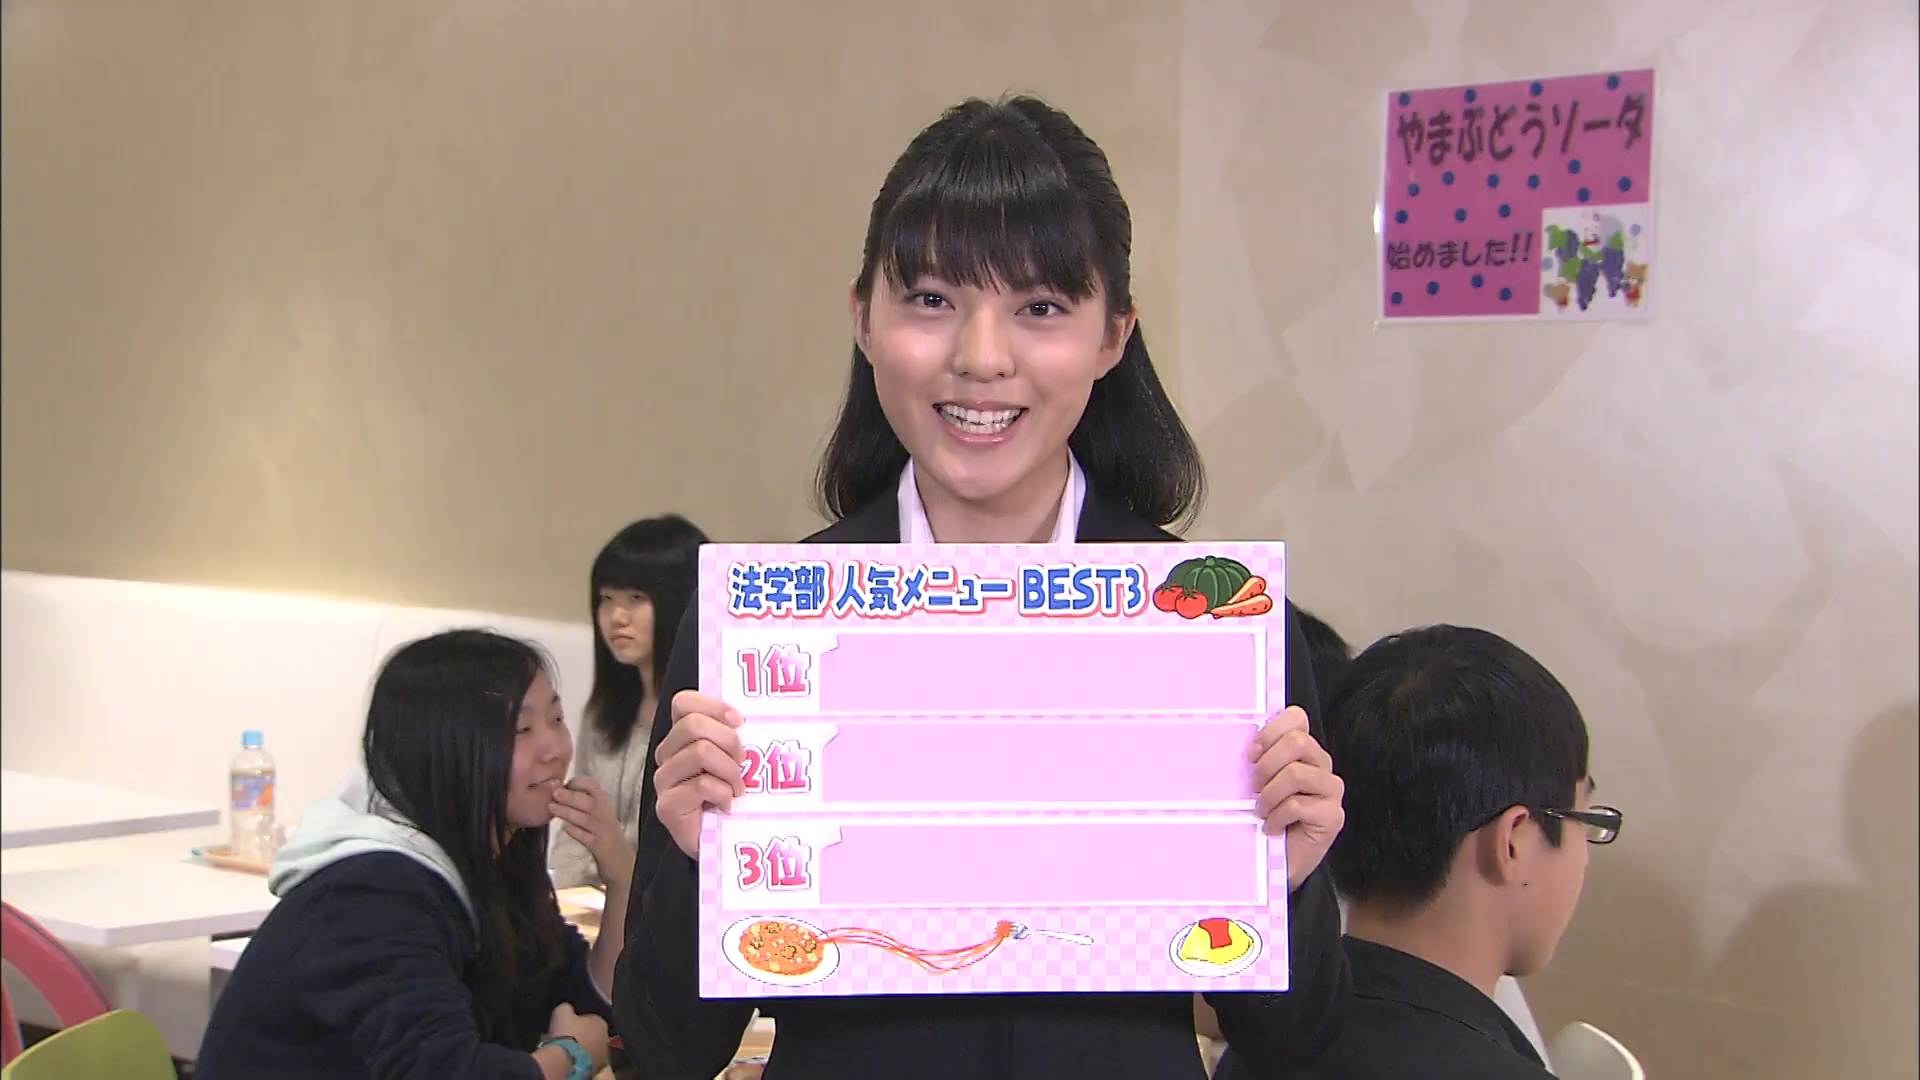 やまぶどうソーダ
始めました!!
法学部 人気メニュー BEST3
1位
2位
3位